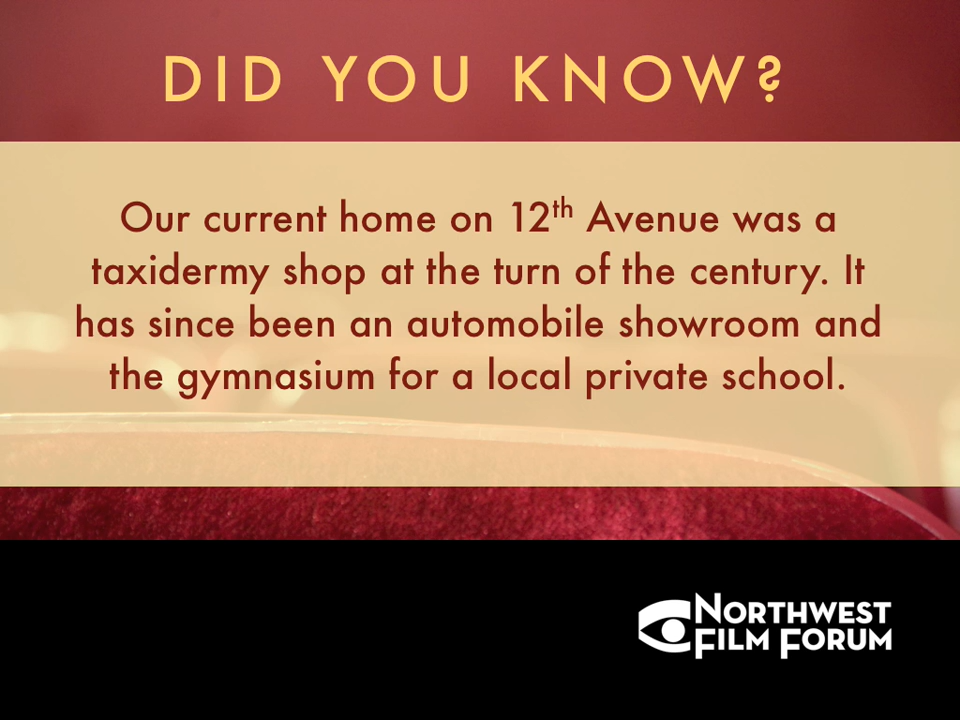 DID YOU KNOW?
Our current home on 12th Avenue was a
taxidermy shop at the turn of the century. It
has since been an automobile showroom and
the gymnasium for a local private school.
NORTHWEST
FILM FORUM